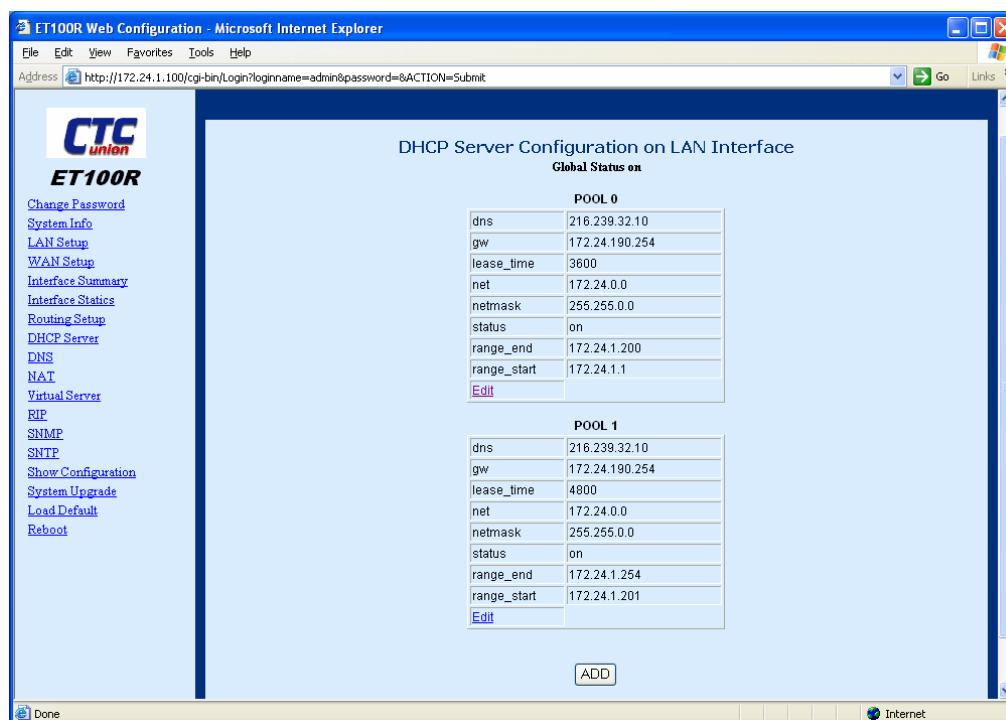 ET100R Web Configuration - Microsoft Internet Explorer
File Edit View Favorites Tools Help
Address http://172.24.1.100/cgi-bin/Login?loginname=admin&password=&ACTION=Submit Go Links
CTC
union
ET100R
Change Password
System Info
LAN Setup
WAN Setup
Interface Summary
Interface Statics
Routing Setup
DHCP Server
DNS
NAT
Virtual Server
RIP
SNMP
SNTP
Show Configuration
System Upgrade
Load Default
Reboot
DHCP Server Configuration on LAN Interface
Global Status on
POOL 0
dns 216.239.32.10
gw 172.24.190.254
lease_time 3600
net 172.24.0.0
netmask 255.255.0.0
status on
range_end 172.24.1.200
range_start 172.24.1.1
Edit
POOL 1
dns 216.239.32.10
gw 172.24.190.254
lease_time 4800
net 172.24.0.0
netmask 255.255.0.0
status on
range_end 172.24.1.254
range_start 172.24.1.201
Edit
ADD
Done Internet